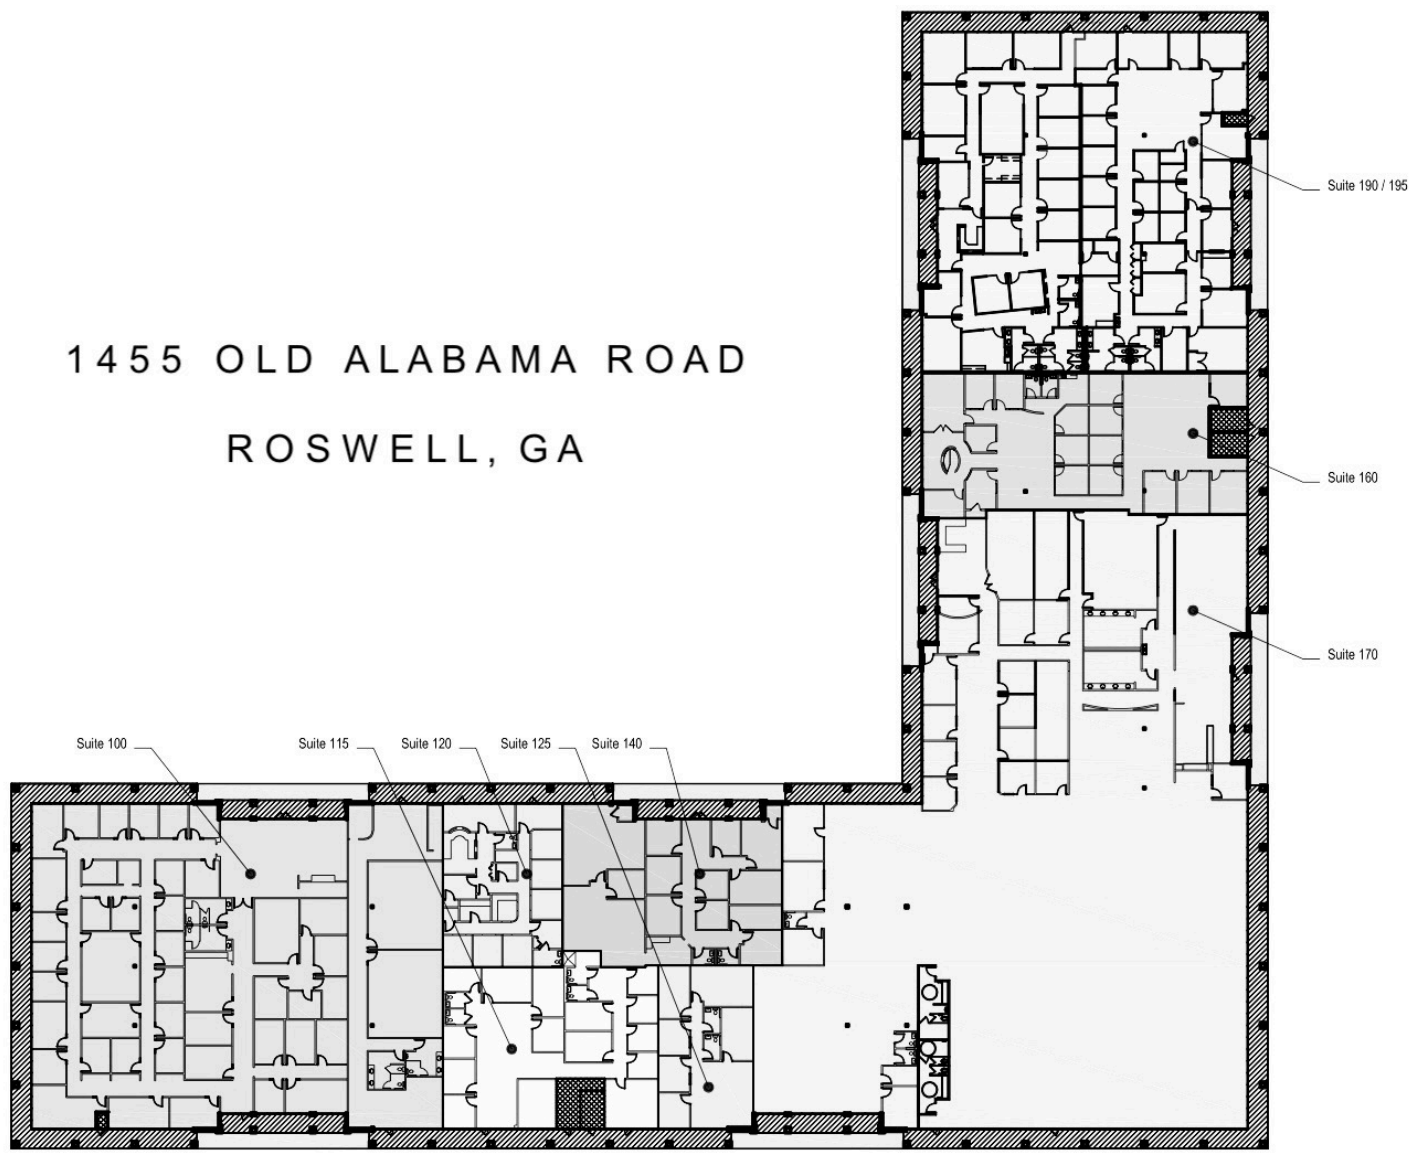 Suite 190 / 195
1455 OLD ALABAMA ROAD
ROSWELL, GA
Suite 160
Suite 170
Suite 100
Suite 115
Suite 120
Suite 125
Suite 140